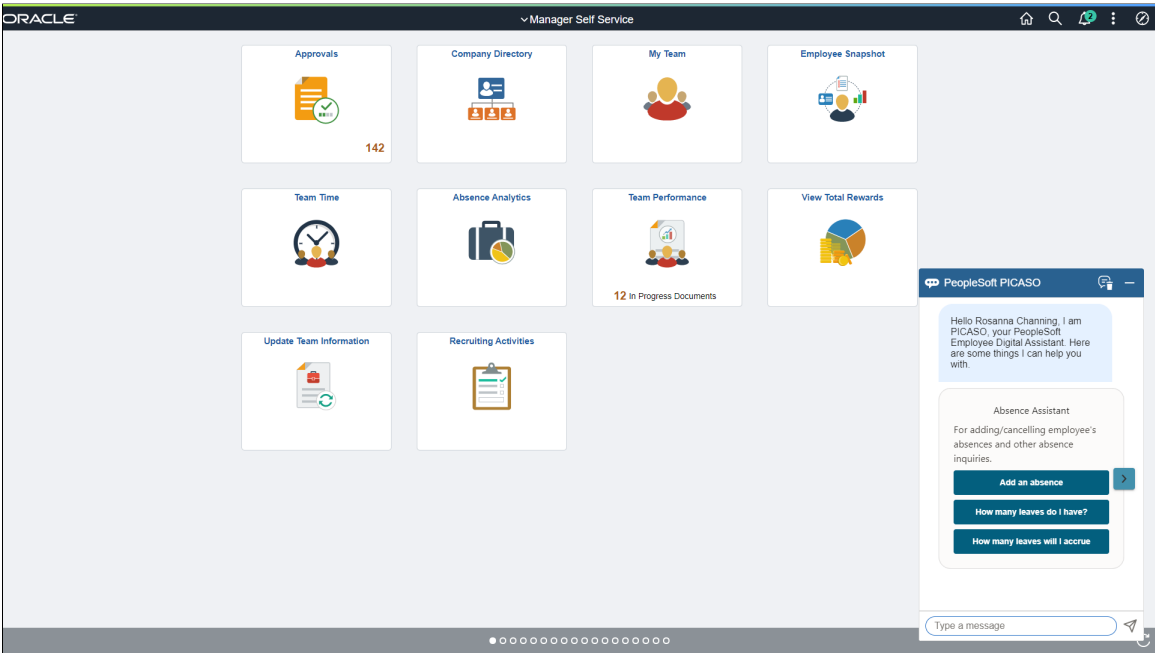 ORACLE
Manager Self Service
2
Approvals
142
Company Directory
My Team
Employee Snapshot
Team Time
Absence Analytics
Team Performance
12 In Progress Documents
View Total Rewards
Update Team Information
Recruiting Activities
PeopleSoft PICASO
Hello Rosanna Channing, I am
PICASO, your PeopleSoft
Employee Digital Assistant. Here
are some things I can help you
with.
Absence Assistant
For adding/cancelling employee's
absences and other absence
inquiries.
Add an absence
How many leaves do I have?
How many leaves will I accrue
Type a message